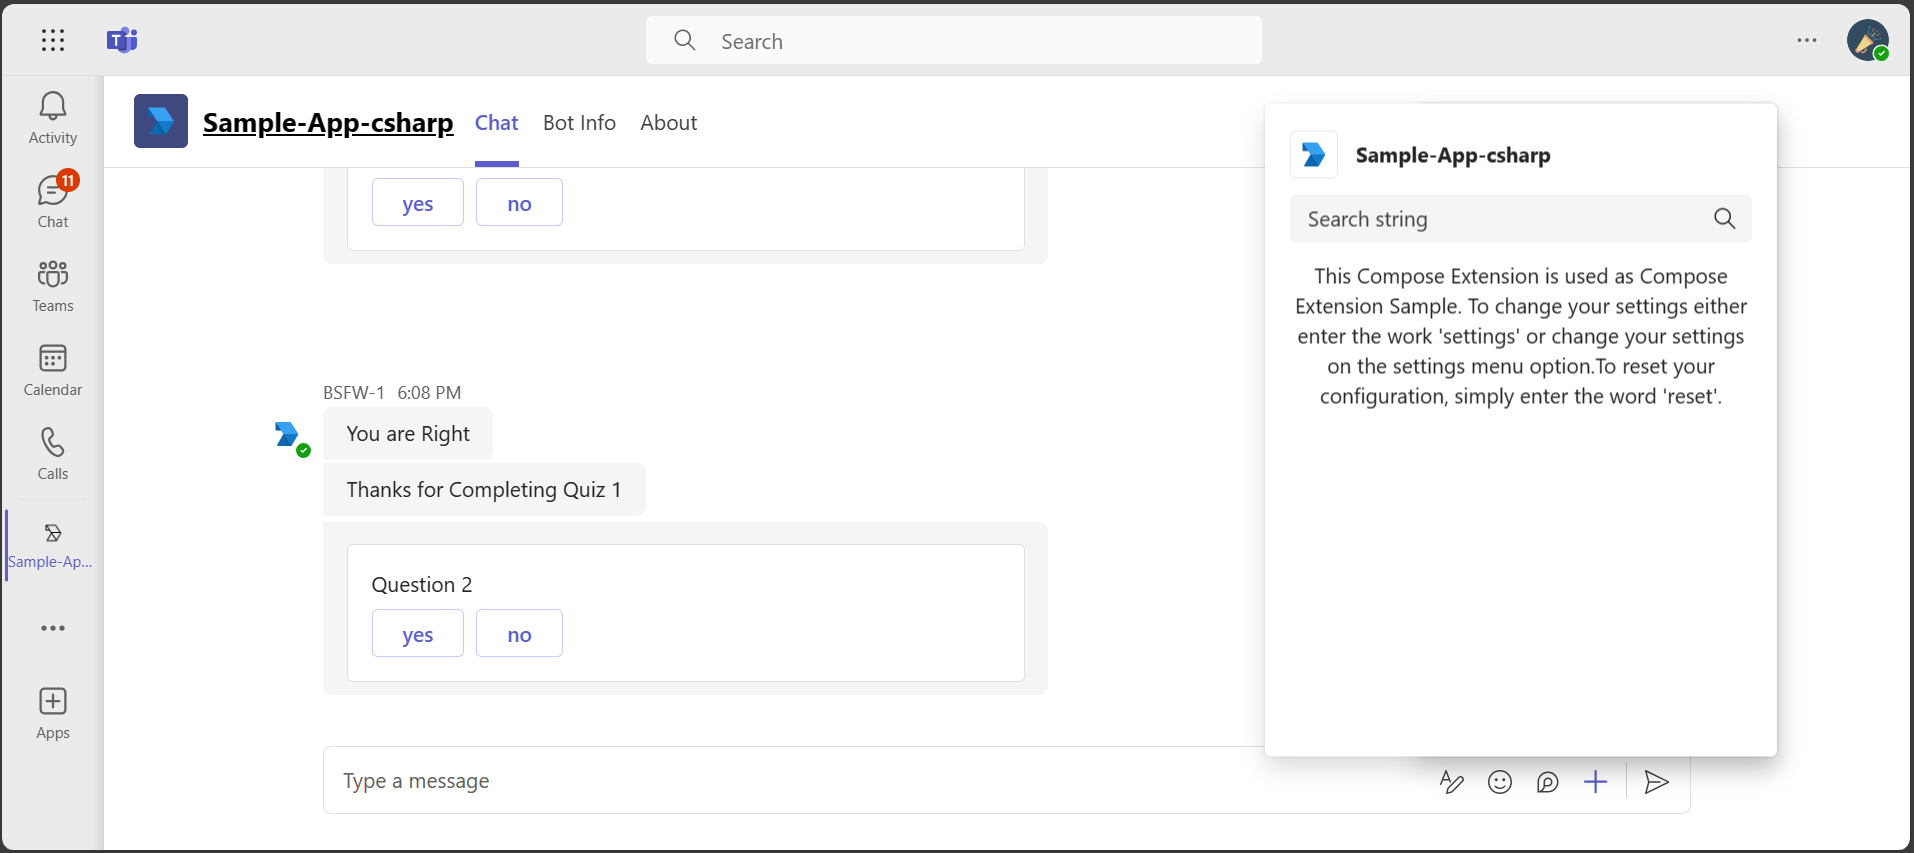 Search
Activity
11
Chat
Teams
Calendar
Calls
Sample-Ap...
Apps
Sample-App-csharp
Chat
Bot Info
About
yes
no
BSFW-1 6:08 PM
You are Right
Thanks for Completing Quiz 1
Question 2
yes
no
Type a message
Sample-App-csharp
Search string
This Compose Extension is used as Compose
Extension Sample. To change your settings either
enter the work 'settings' or change your settings
on the settings menu option.To reset your
configuration, simply enter the word 'reset'.